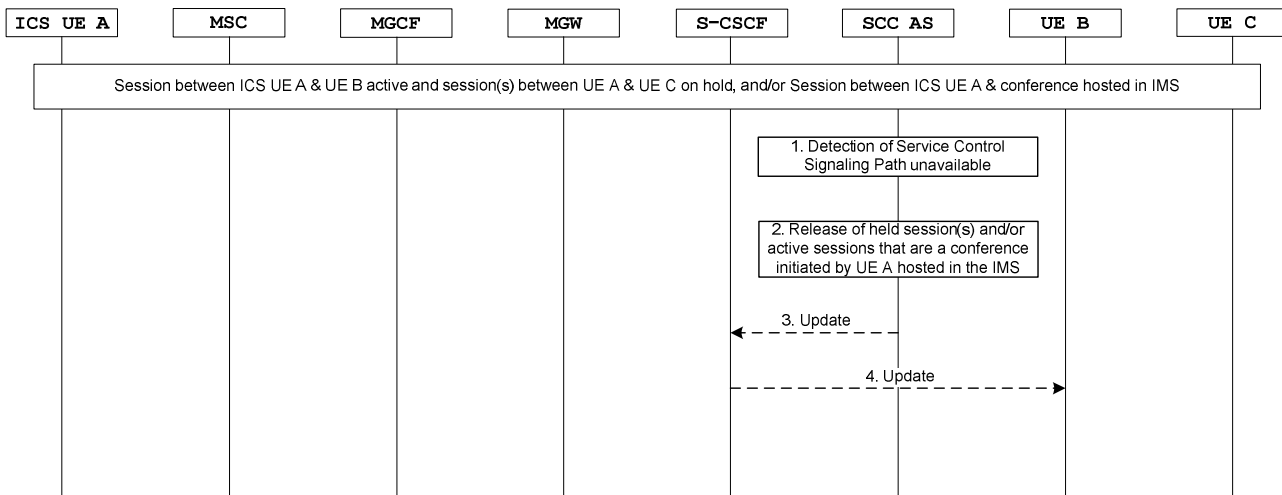 ICS UE A
MSC
MGCF
MGW
S-CSCF
SCC AS
UE B
UE C
Session between ICS UE A & UE B active and session(s) between UE A & UE C on hold, and/or Session between ICS UE A & conference hosted in IMS
1. Detection of Service Control
Signaling Path unavailable
2. Release of held session(s) and/or
active sessions that are a conference
initiated by UE A hosted in the IMS
3. Update
4. Update